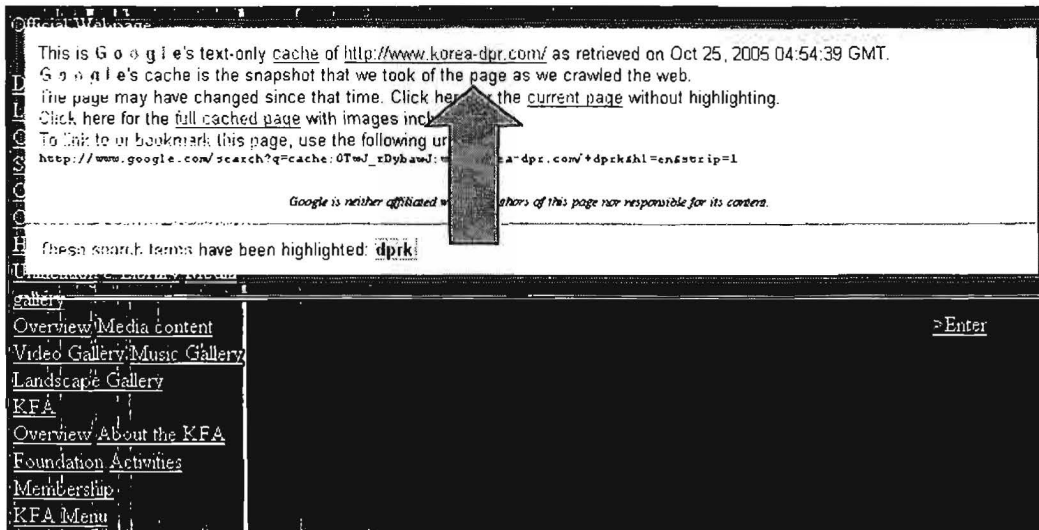 Official Webpage
This is G o o g l e's text-only cache of http://www.korea-dpr.com/ as retrieved on Oct 25, 2005 04:54:39 GMT.
G o o g l e's cache is the snapshot that we took of the page as we crawled the web.
The page may have changed since that time. Click here for the current page without highlighting.
Click here for the full cached page with images
To link to or bookmark this page, use the following
Google is neither affiliated of this page nor responsible for its content.
These search terms have been highlighted: dprk
Library Media
gallery
Overview Media content
>Enter
Video Gallery Music Gallery
Landscape Gallery
KFA
Overview About the KFA
Foundation Activities
Membership
KFA Menu